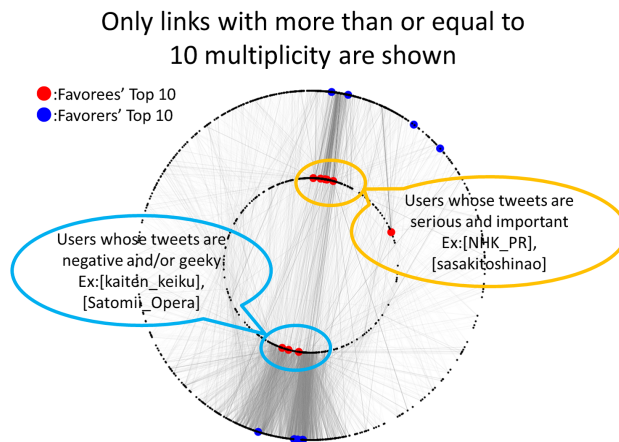 Only links with more than or equal to
10 multiplicity are shown
:Favorees' Top 10
:Favorers' Top 10
Users whose tweets are
serious and important
Ex:[NHK_PR],
[sasakitoshinao]
Users whose tweets are
negative and/or geeky
Ex:[kaiten_keiku],
[Satomii_Opera]